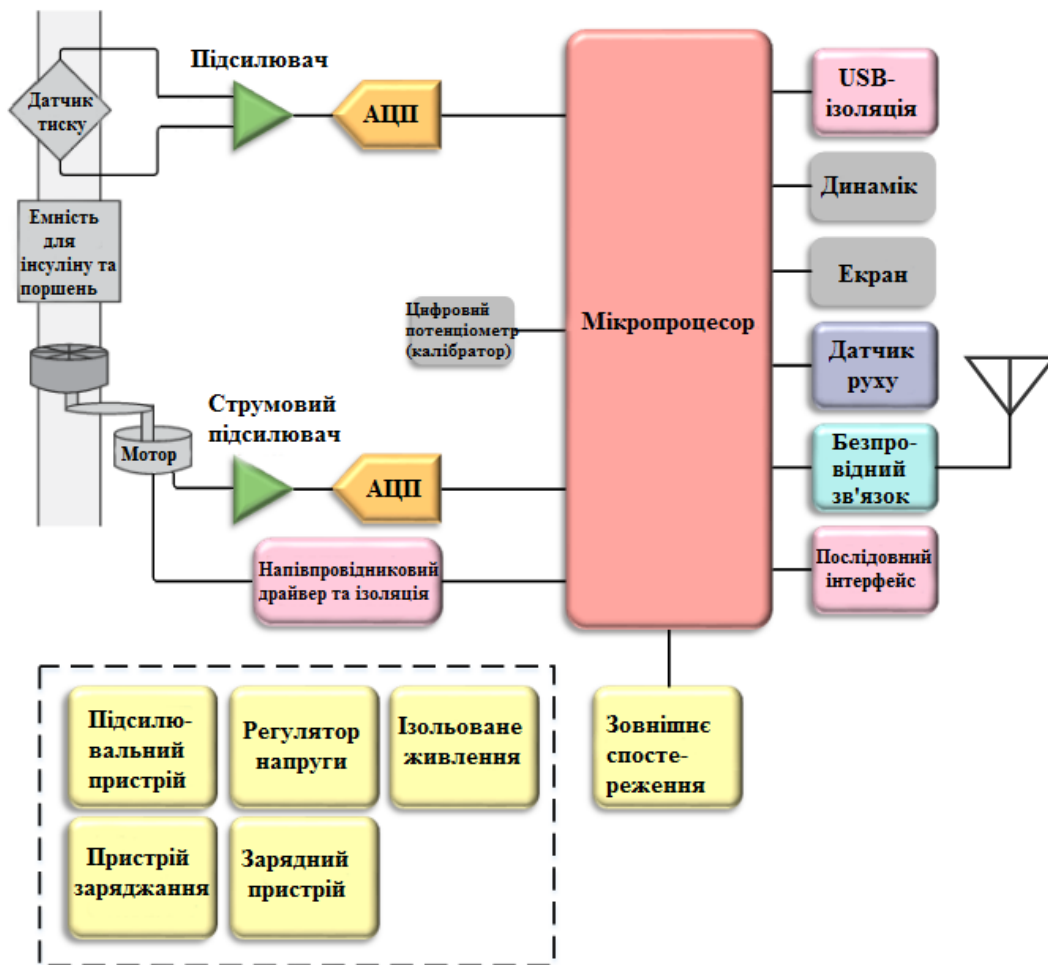 Підсилювач
Датчик
тиску
АЦП
USB-
ізоляція
Динамік
Емність
для
інсуліну та
поршень
Екран
Цифровий
потенціометр
(калібратор)
Мікропроцесор
Датчик
руху
Струмовий
підсилювач
Мотор
АЦП
Безпро-
відний
зв'язок
Напівпровідниковий
драйвер та ізоляція
Послідовний
інтерфейс
Підсилю-
вальний
пристрій
Регулятор
напруги
Ізольоване
живлення
Зовнішнє
спосте-
реження
Пристрій
заряджання
Зарядний
пристрій